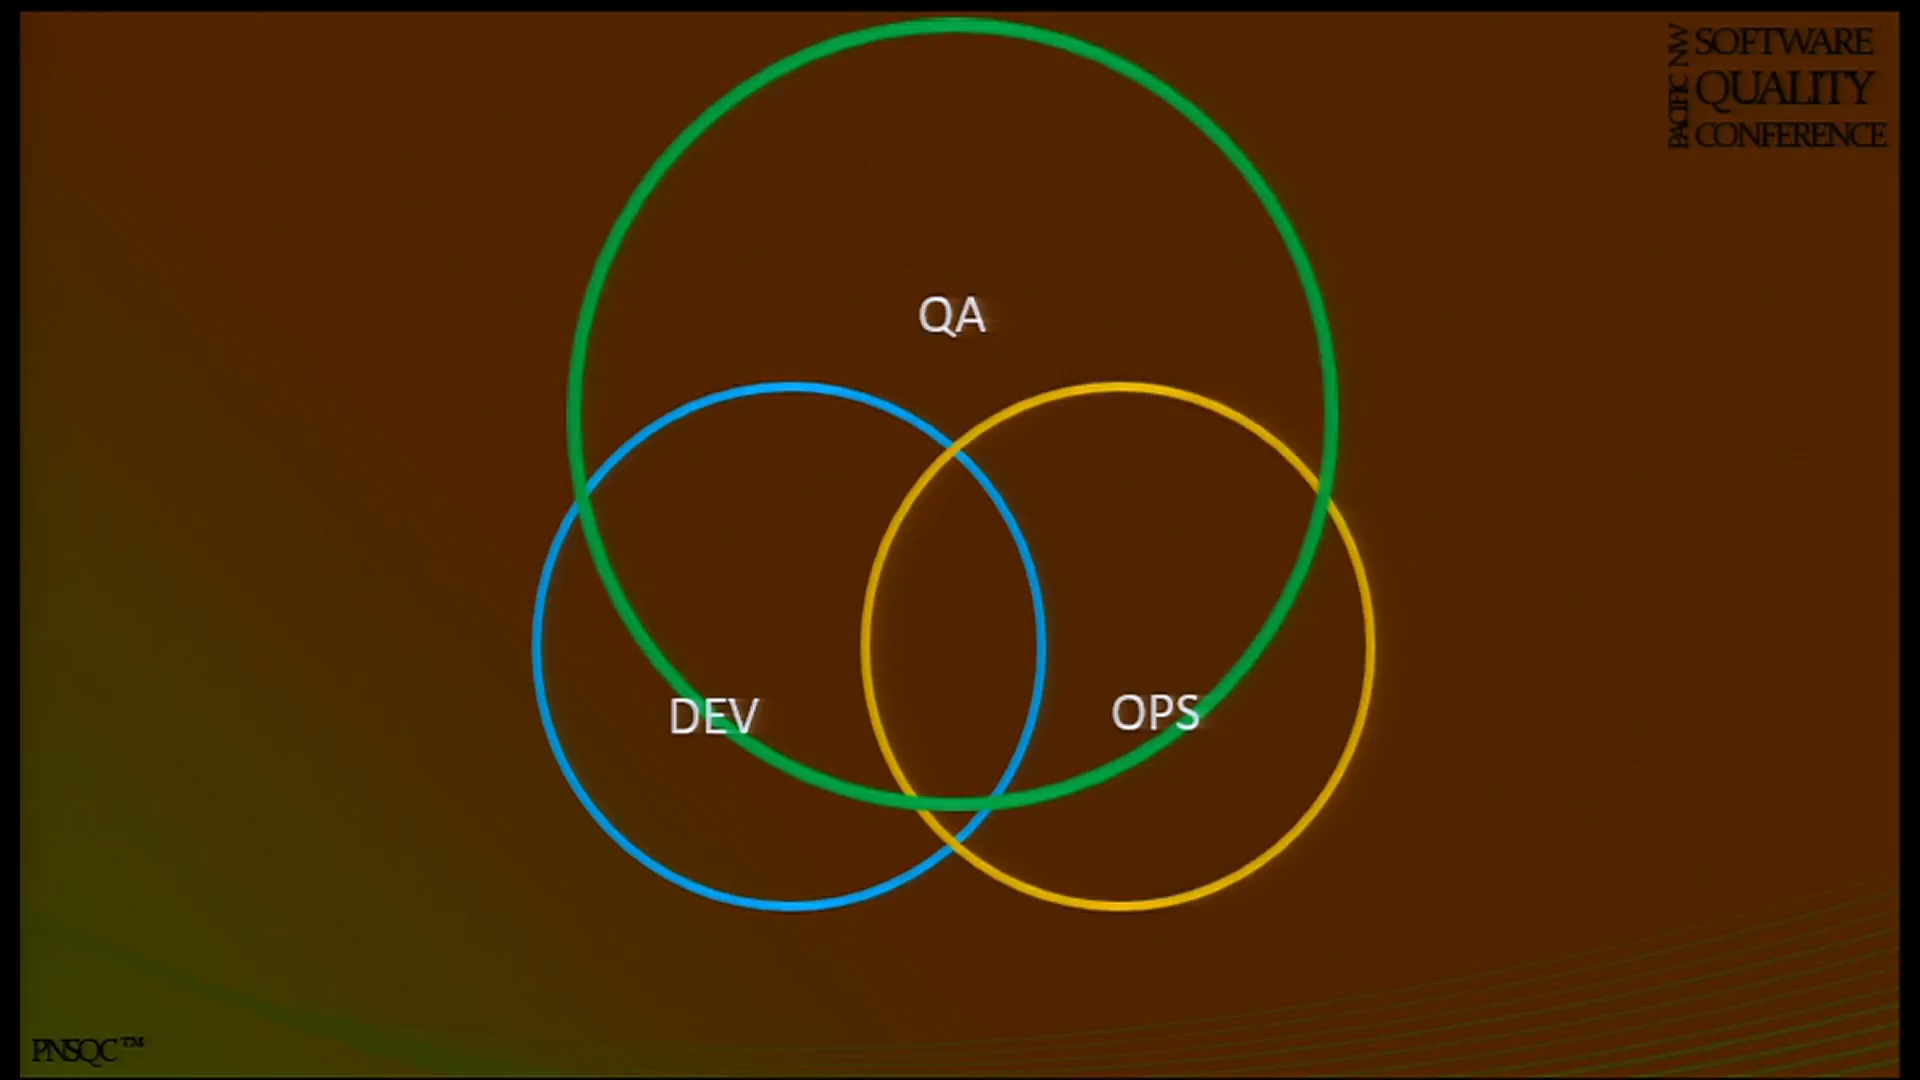 PACIFIC NW
SOFTWARE
QUALITY
CONFERENCE
QA
DEV
OPS
PNSQC™